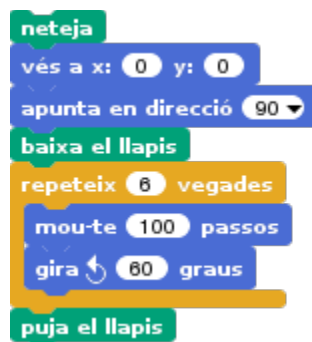 neteja
vés a x: 0 y: 0
apunta en direcció 90
baixa el llapis
repeteix 6 vegades
mou-te 100 passos
gira 60 graus
puja el llapis